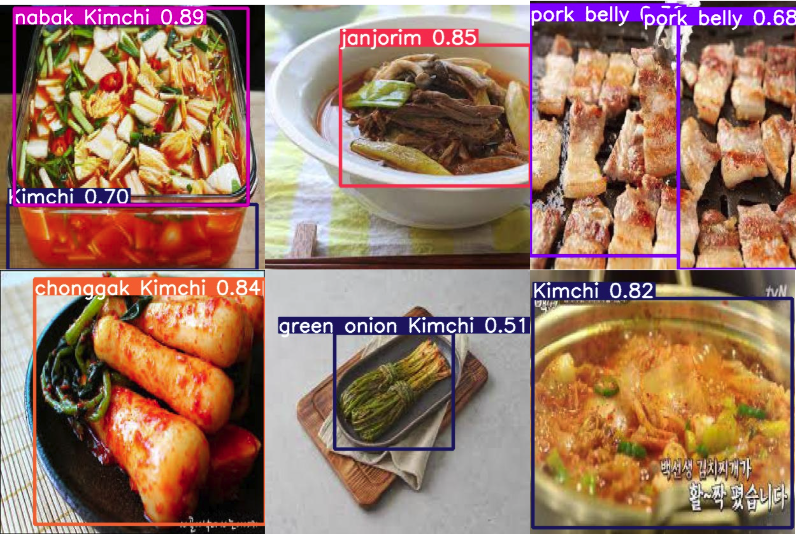 nabak Kimchi 0.89
Kimchi 0.70
janjorim 0.85
pork belly
pork belly 0.68
chonggak Kimchi 0.84
green onion Kimchi 0.51
Kimchi 0.82
tvN
백선생 김치찌개가
활~짝 폈습니다